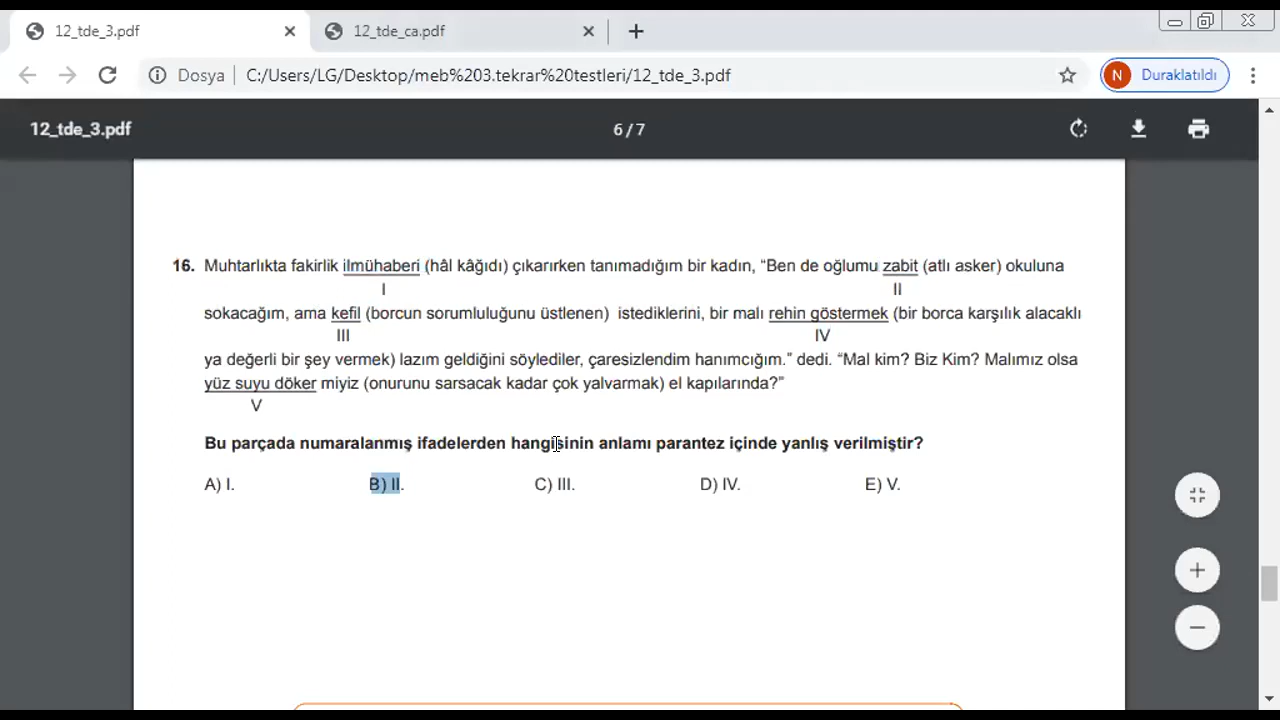 12_tde_3.pdf
12_tde_ca.pdf
Dosya
C:/Users/LG/Desktop/meb%203.tekrar%20testleri/12_tde_3.pdf
N Duraklatıldı
12_tde_3.pdf
6 / 7
16. Muhtarlıkta fakirlik ilmühaberi (hâl kâğıdı) çıkarırken tanımadığım bir kadın, “Ben de oğlumu zabit (atlı asker) okuluna
I II
sokacağım, ama kefil (borcun sorumluluğunu üstlenen) istediklerini, bir malı rehin göstermek (bir borca karşılık alacaklı
III IV
ya değerli bir şey vermek) lazım geldiğini söylediler, çaresizlendim hanımcığım.” dedi. “Mal kim? Biz Kim? Malımız olsa
yüz suyu döker miyiz (onurunu sarsacak kadar çok yalvarmak) el kapılarında?”
V
Bu parçada numaralanmış ifadelerden hangisinin anlamı parantez içinde yanlış verilmiştir?
A) I. B) II. C) III. D) IV. E) V.